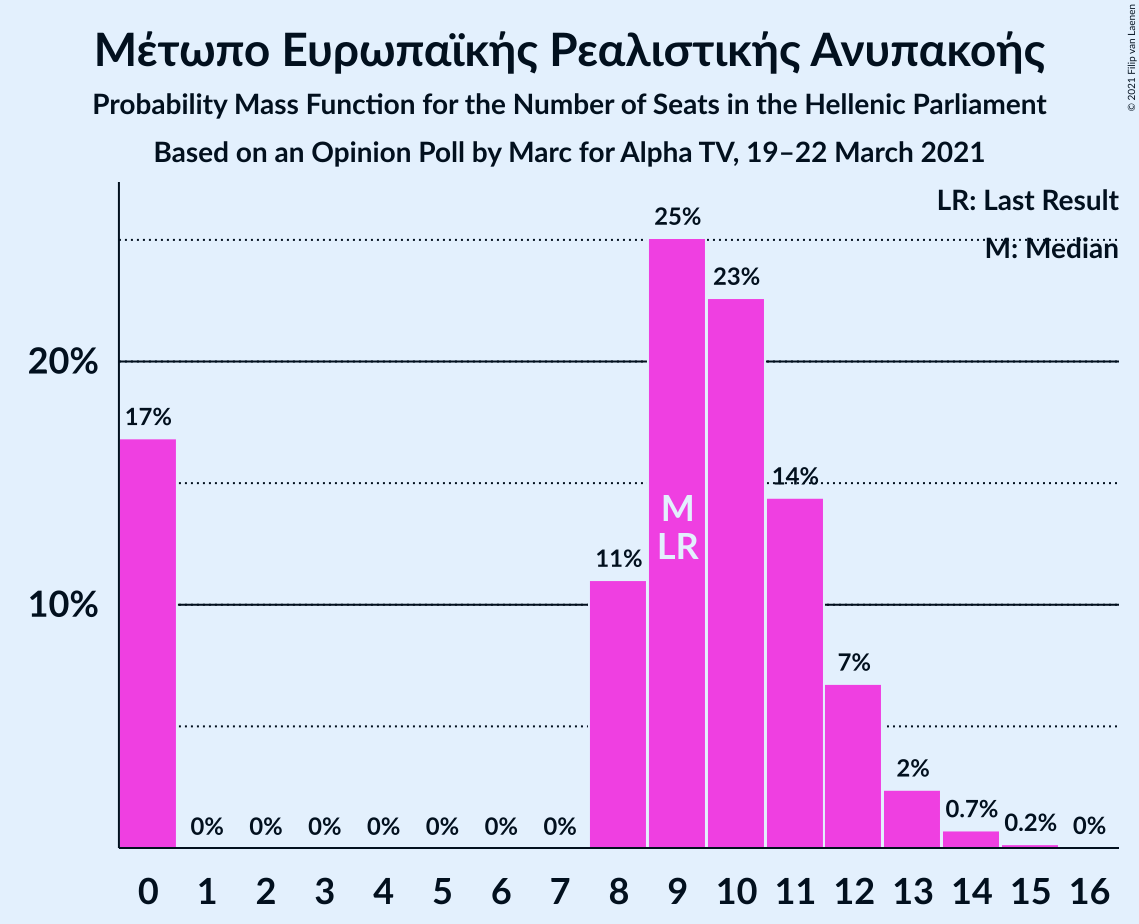 Μέτωπο Ευρωπαϊκής Ρεαλιστικής Ανυπακοής
Probability Mass Function for the Number of Seats in the Hellenic Parliament
Based on an Opinion Poll by Marc for Alpha TV, 19–22 March 2021
© 2021 Filip van Laenen
LR: Last Result
M: Median
25%
23%
20%
17%
14%
M
LR
11%
10%
7%
2%
0.7%
0.2%
0%
0% 0% 0% 0% 0% 0% 0%
0 1 2 3 4 5 6 7 8 9 10 11 12 13 14 15 16